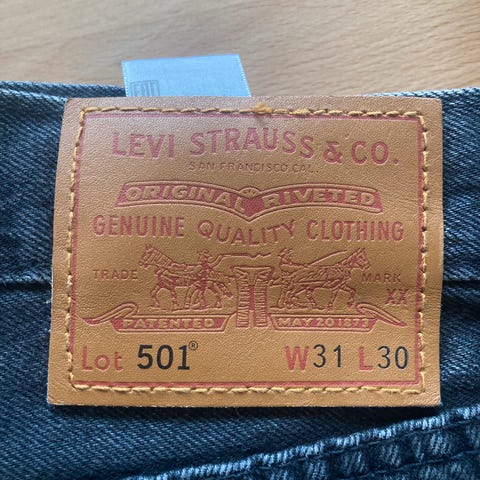 LEVI STRAUSS & CO.
SAN FRANCISCO, CAL.
ORIGINAL RIVETED
GENUINE QUALITY CLOTHING
TRADE MARK
XX
PATENTED MAY 20 1873
Lot 501® W31 L30